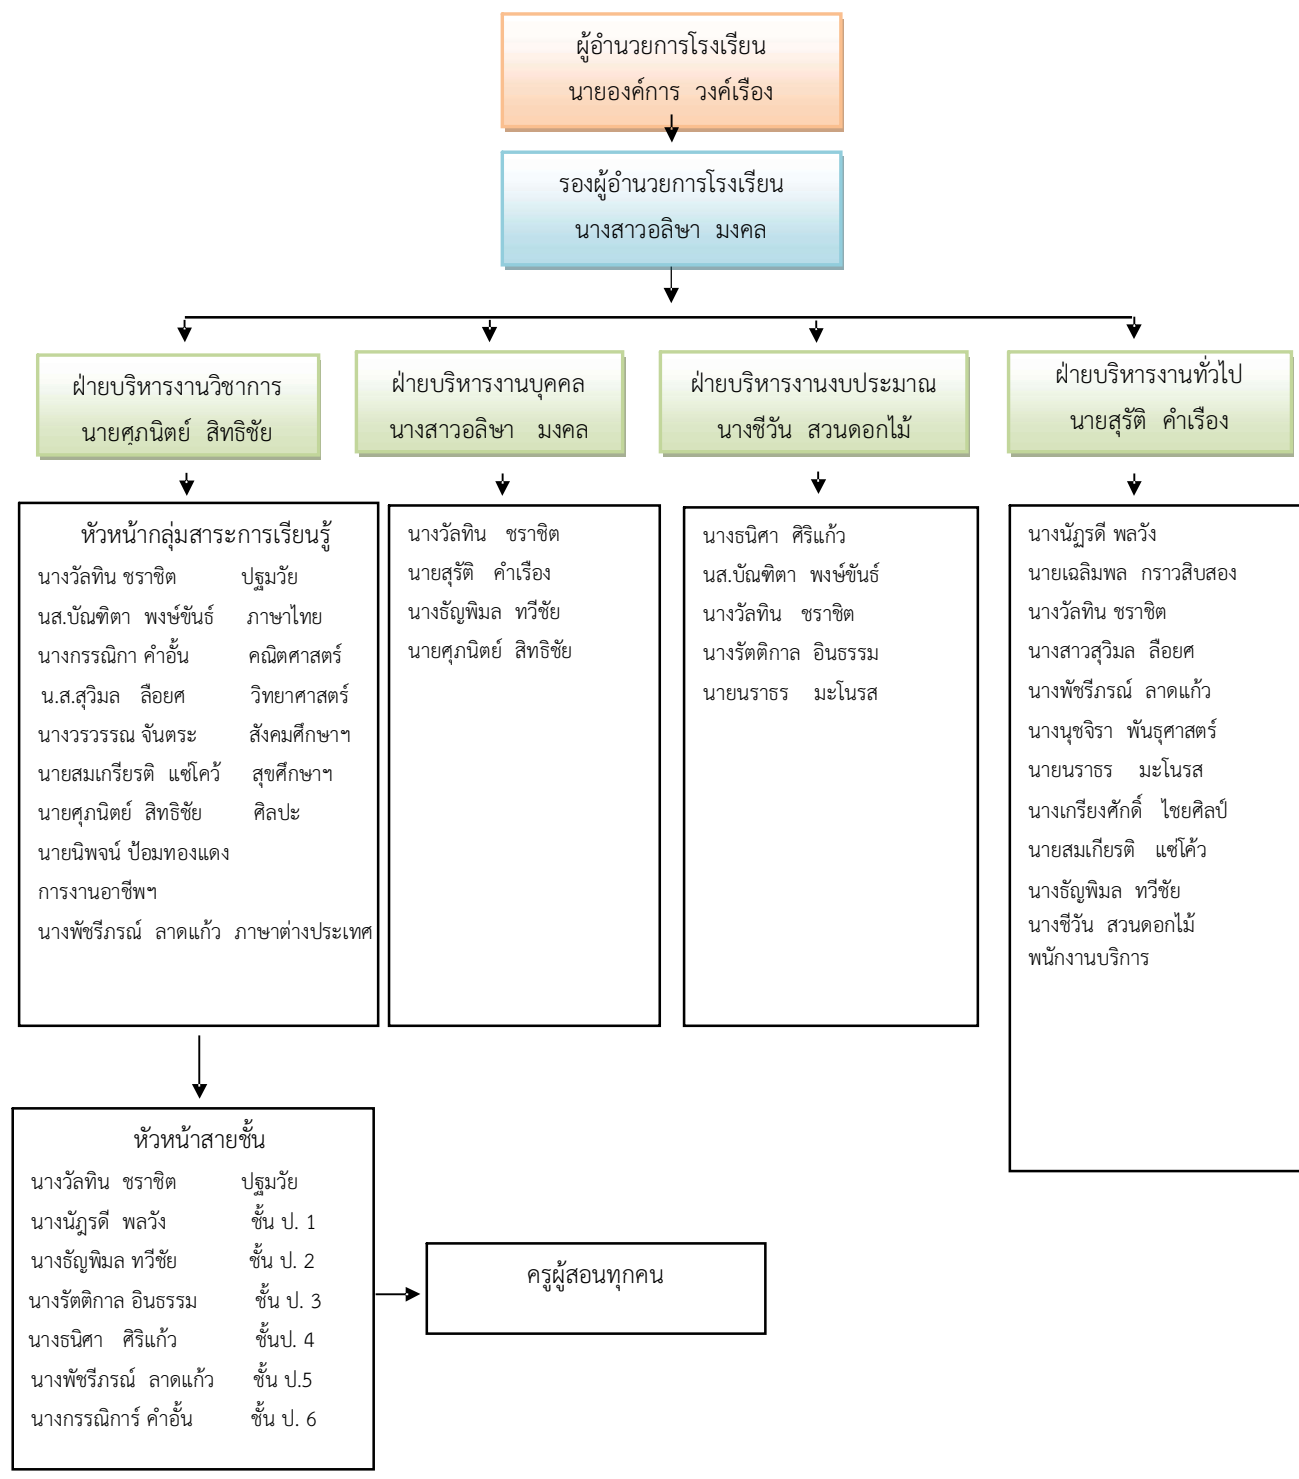 ผู้อำนวยการโรงเรียน
นายองค์การ วงค์เรือง
รองผู้อำนวยการโรงเรียน
นางสาวอลิษา มงคล
ฝ่ายบริหารงานวิชาการ
นายศุภนิตย์ สิทธิชัย
ฝ่ายบริหารงานบุคคล
นางสาวอลิษา มงคล
ฝ่ายบริหารงานงบประมาณ
นางชีวัน สวนดอกไม้
ฝ่ายบริหารงานทั่วไป
นายสุรัติ คำเรือง
หัวหน้ากลุ่มสาระการเรียนรู้
นางวัลทิน ชราชิต ปฐมวัย
นส.บัณฑิตา พงษ์ขันธ์ ภาษาไทย
นางกรรณิกา คำอั้น คณิตศาสตร์
น.ส.สุวิมล ลือยศ วิทยาศาสตร์
นางวรวรรณ จันตระ สังคมศึกษาฯ
นายสมเกรียรติ แซ่โคว้ สุขศึกษาฯ
นายศุภนิตย์ สิทธิชัย ศิลปะ
นายนิพจน์ ป้อมทองแดง
การงานอาชีพฯ
นางพัชรีภรณ์ ลาดแก้ว ภาษาต่างประเทศ
นางวัลทิน ชราชิต
นายสุรัติ คำเรือง
นางธัญพิมล ทวีชัย
นายศุภนิตย์ สิทธิชัย
นางธนิศา ศิริแก้ว
นส.บัณฑิตา พงษ์ขันธ์
นางวัลทิน ชราชิต
นางรัตติกาล อินธรรม
นายนราธร มะโนรส
นางนัฏรดี พลวัง
นายเฉลิมพล กราวสิบสอง
นางวัลทิน ชราชิต
นางสาวสุวิมล ลือยศ
นางพัชรีภรณ์ ลาดแก้ว
นางนุชจิรา พันธุศาสตร์
นายนราธร มะโนรส
นางเกรียงศักดิ์ ไชยศิลป์
นายสมเกียรติ แซ่โค้ว
นางธัญพิมล ทวีชัย
นางชีวัน สวนดอกไม้
พนักงานบริการ
หัวหน้าสายชั้น
นางวัลทิน ชราชิต ปฐมวัย
นางนัฎรดี พลวัง ชั้น ป. 1
นางธัญพิมล ทวีชัย ชั้น ป. 2
นางรัตติกาล อินธรรม ชั้น ป. 3
นางธนิศา ศิริแก้ว ชั้นป. 4
นางพัชรีภรณ์ ลาดแก้ว ชั้น ป.5
นางกรรณิการ์ คำอั้น ชั้น ป. 6
ครูผู้สอนทุกคน